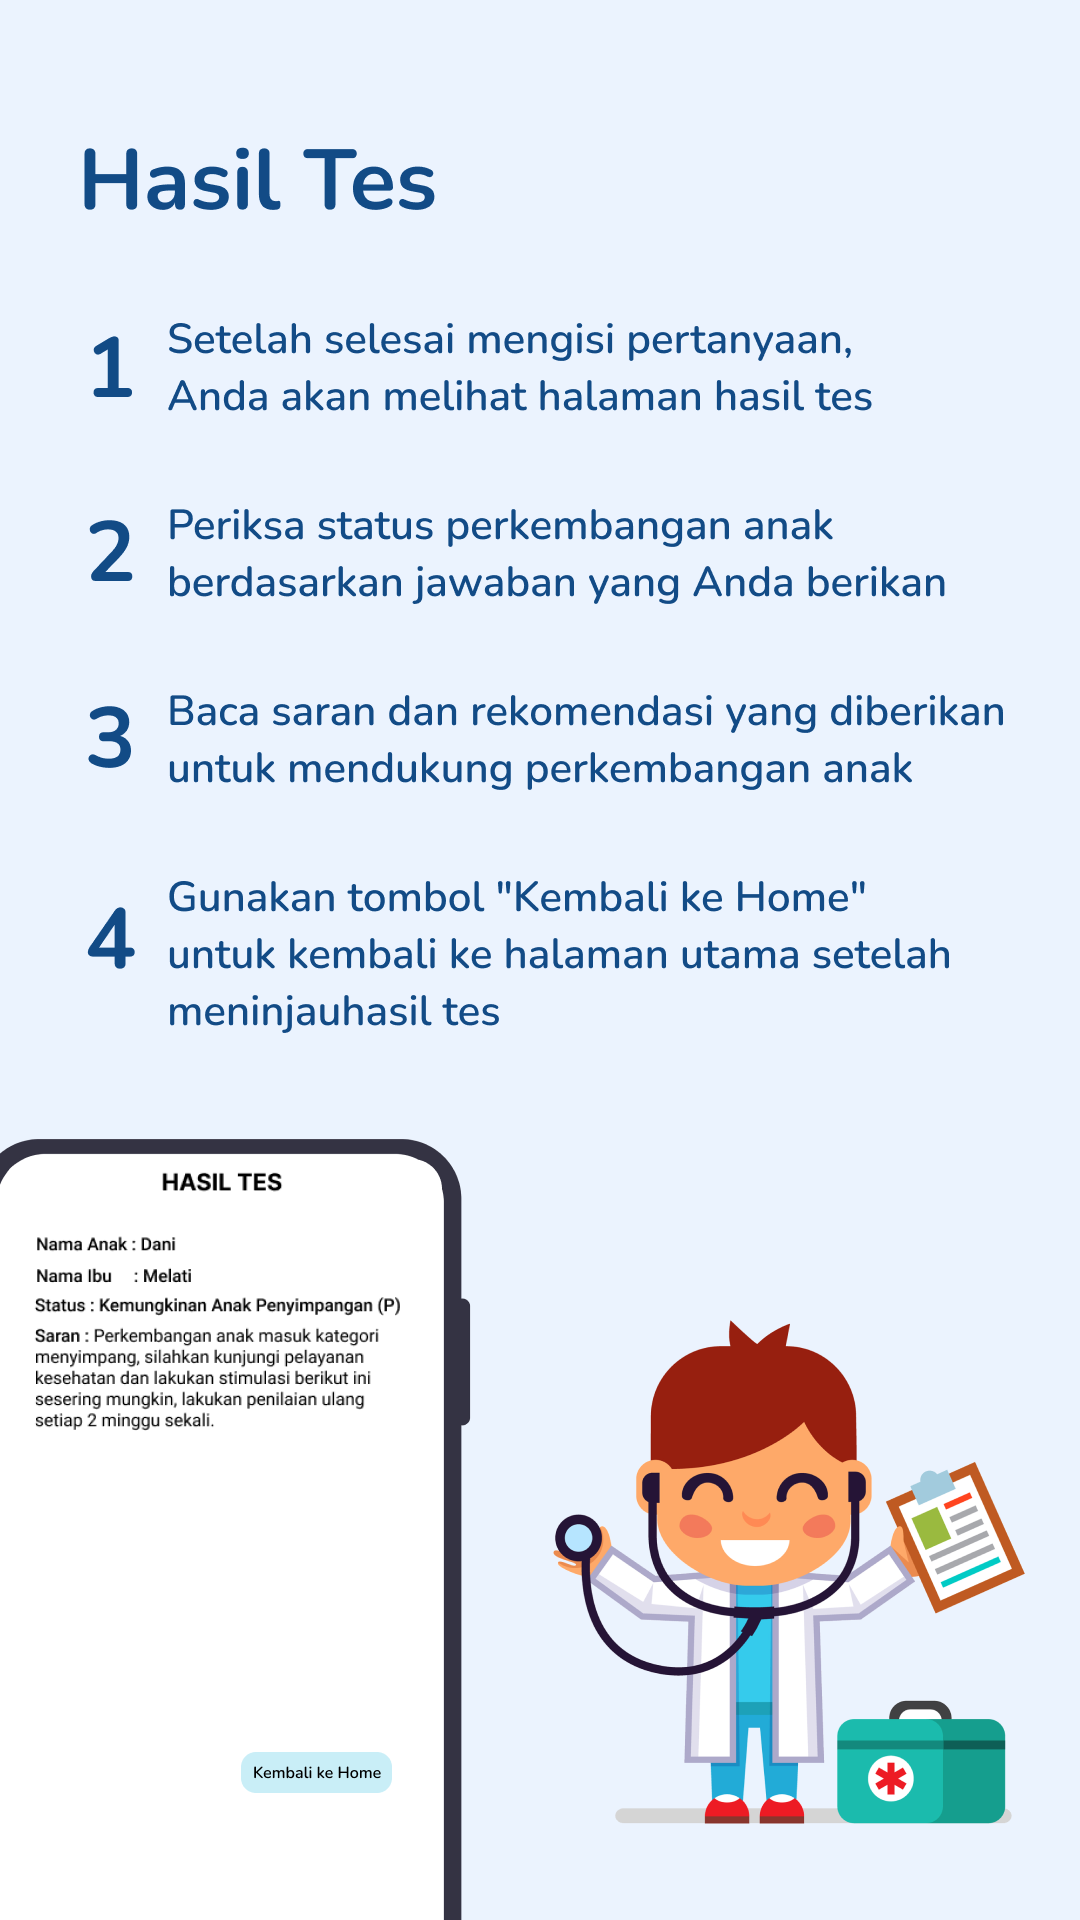 Hasil Tes
1
Setelah selesai mengisi pertanyaan,
Anda akan melihat halaman hasil tes
2
Periksa status perkembangan anak
berdasarkan jawaban yang Anda berikan
3
Baca saran dan rekomendasi yang diberikan
untuk mendukung perkembangan anak
4
Gunakan tombol "Kembali ke Home"
untuk kembali ke halaman utama setelah
meninjauhasil tes
HASIL TES
Nama Anak : Dani
Nama Ibu : Melati
Status : Kemungkinan Anak Penyimpangan (P)
Saran : Perkembangan anak masuk kategori
menyimpang, silahkan kunjungi pelayanan
kesehatan dan lakukan stimulasi berikut ini
sesering mungkin, lakukan penilaian ulang
setiap 2 minggu sekali.
Kembali ke Home